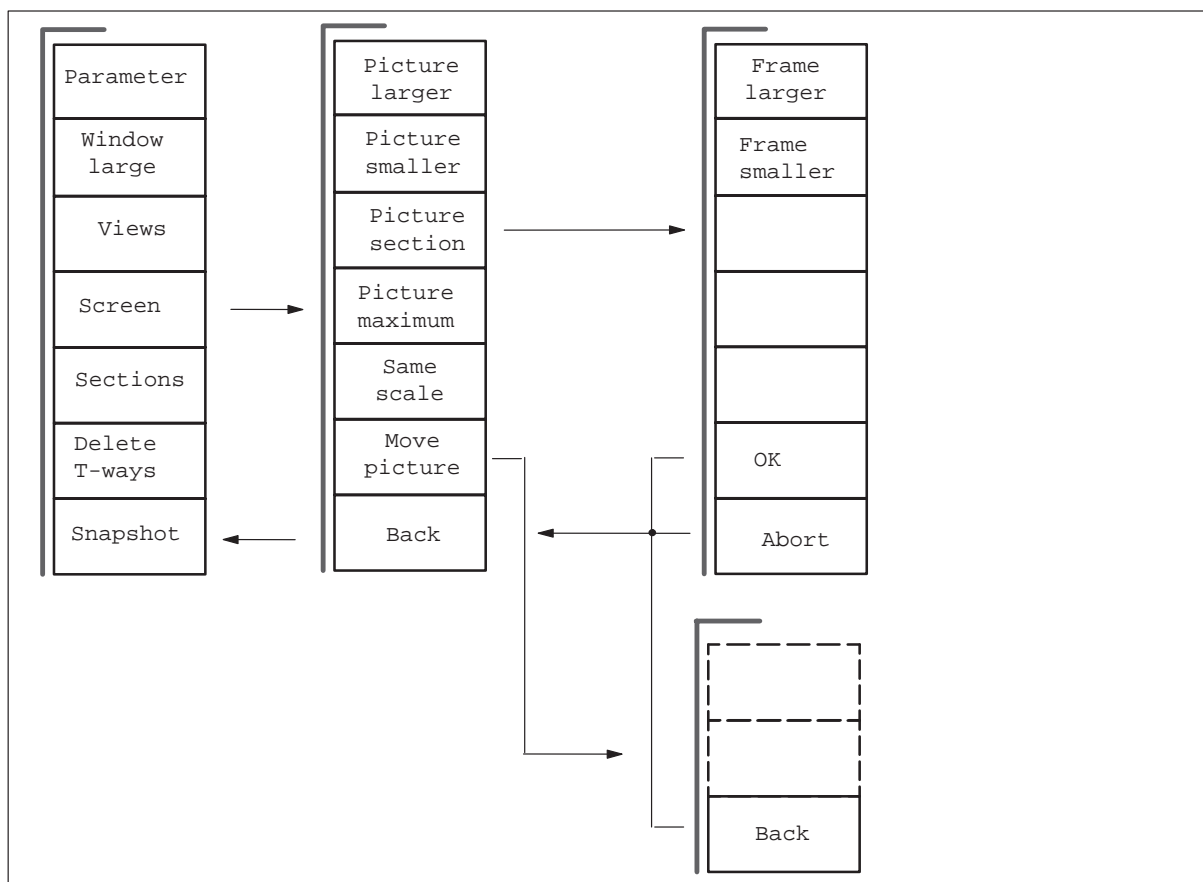 Parameter
Window
large
Views
Screen
Sections
Delete
T-ways
Snapshot
Picture
larger
Picture
smaller
Picture
section
Picture
maximum
Same
scale
Move
picture
Back
Frame
larger
Frame
smaller
OK
Abort
Back